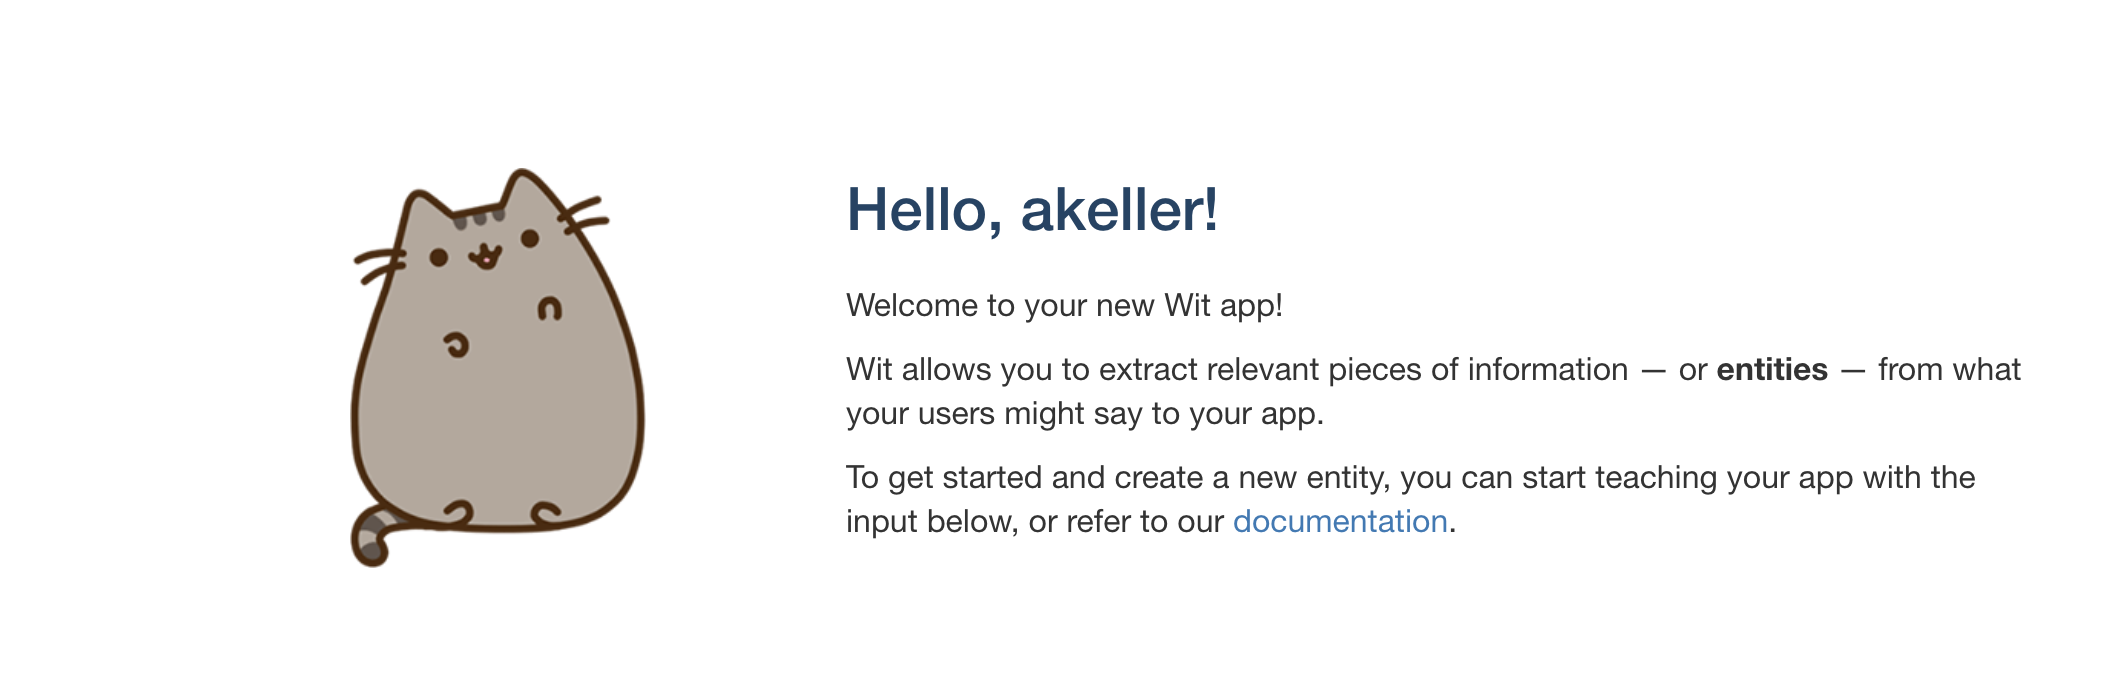 Hello, akeller!
Welcome to your new Wit app!
Wit allows you to extract relevant pieces of information — or entities — from what
your users might say to your app.
To get started and create a new entity, you can start teaching your app with the
input below, or refer to our documentation.